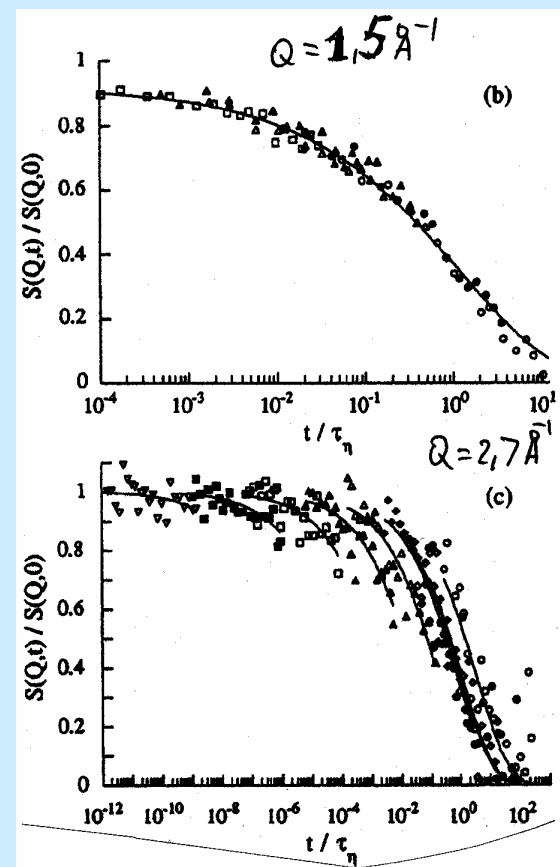 Q = 1,5 Å⁻¹
(b)
S(Q,t) / S(Q,0)
1
0.8
0.6
0.4
0.2
0
10⁻⁴ 10⁻³ 10⁻² 10⁻¹ 10⁰ 10¹
t / τη
Q = 2,7 Å⁻¹
(c)
S(Q,t) / S(Q,0)
1
0.8
0.6
0.4
0.2
0
10⁻¹² 10⁻¹⁰ 10⁻⁸ 10⁻⁶ 10⁻⁴ 10⁻² 10⁰ 10²
t / τη